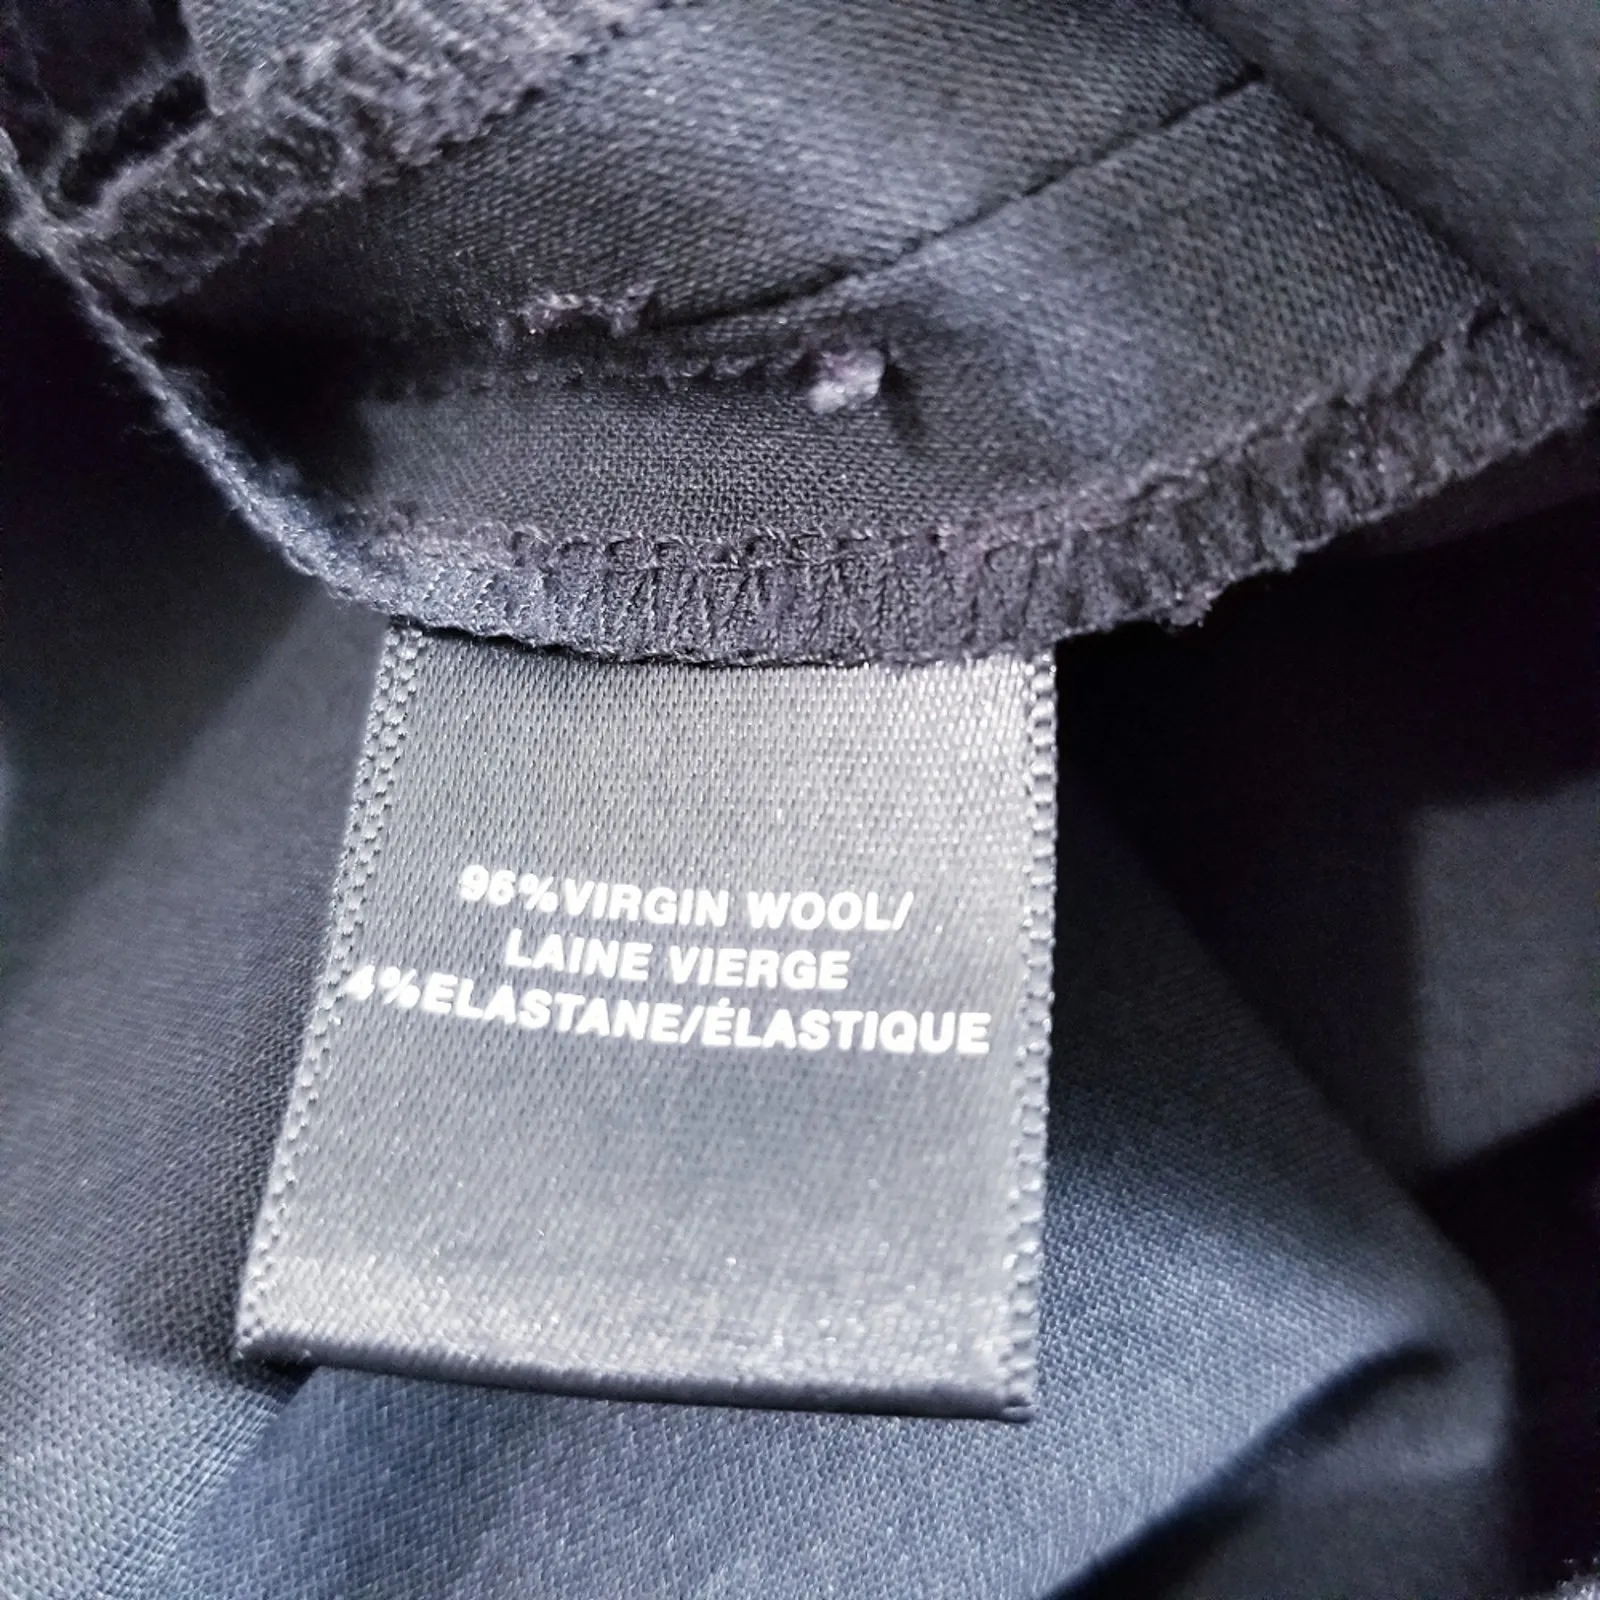 96%VIRGIN WOOL/
LAINE VIERGE
4%ELASTANE/ÉLASTIQUE